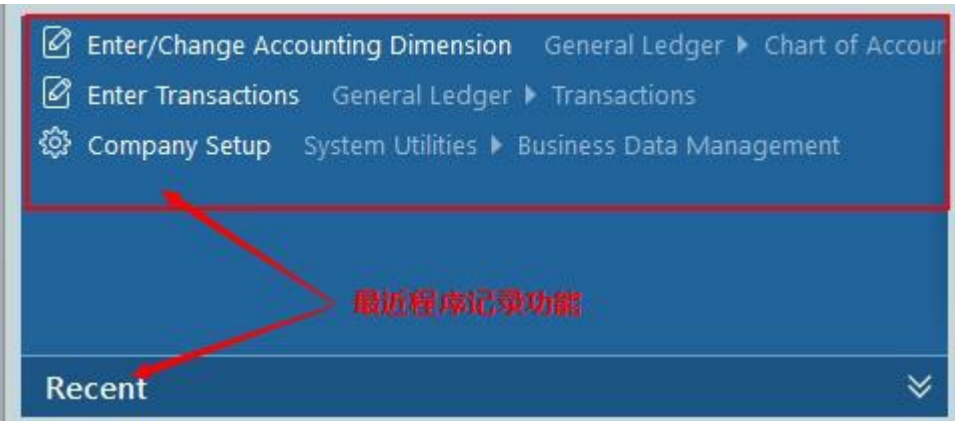 Enter/Change Accounting Dimension General Ledger ▶ Chart of Accour
Enter Transactions General Ledger ▶ Transactions
Company Setup System Utilities ▶ Business Data Management
最近程序记录功能
Recent